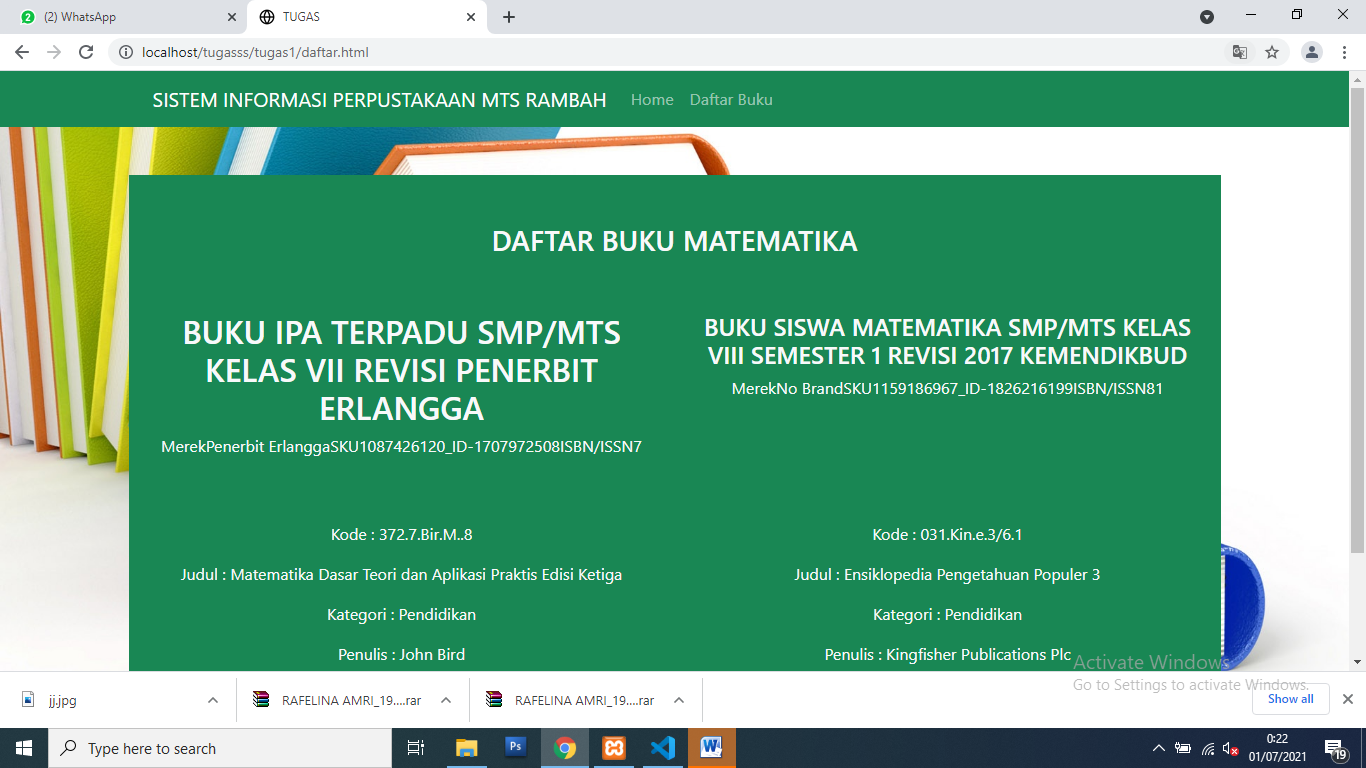 (2) WhatsApp
TUGAS
localhost/tugasss/tugas1/daftar.html
SISTEM INFORMASI PERPUSTAKAAN MTS RAMBAH Home Daftar Buku
DAFTAR BUKU MATEMATIKA
BUKU IPA TERPADU SMP/MTS
KELAS VII REVISI PENERBIT
ERLANGGA
MerekPenerbit ErlanggaSKU1087426120_ID-1707972508ISBN/ISSN7
BUKU SISWA MATEMATIKA SMP/MTS KELAS
VIII SEMESTER 1 REVISI 2017 KEMENDIKBUD
MerekNo BrandSKU1159186967_ID-1826216199ISBN/ISSN81
Kode : 372.7.Bir.M..8
Judul : Matematika Dasar Teori dan Aplikasi Praktis Edisi Ketiga
Kategori : Pendidikan
Penulis : John Bird
Kode : 031.Kin.e.3/6.1
Judul : Ensiklopedia Pengetahuan Populer 3
Kategori : Pendidikan
Penulis : Kingfisher Publications Plc
Activate Windows
Go to Settings to activate Windows.
jj.jpg
RAFELINA AMRI_19....rar
RAFELINA AMRI_19....rar
Show all
Type here to search
Ps
W
0:22
01/07/2021
19